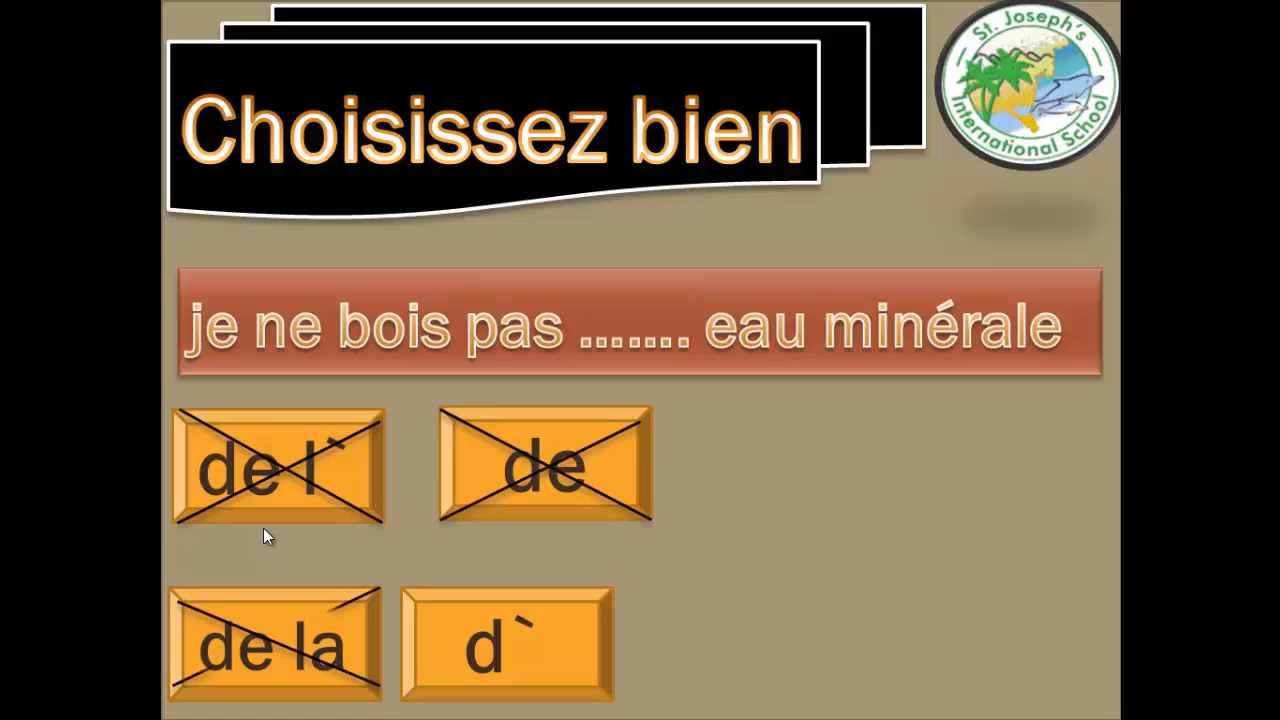 St. Joseph's
International School
Choisissez bien
je ne bois pas ....... eau minérale
de l`
de
de la
d`